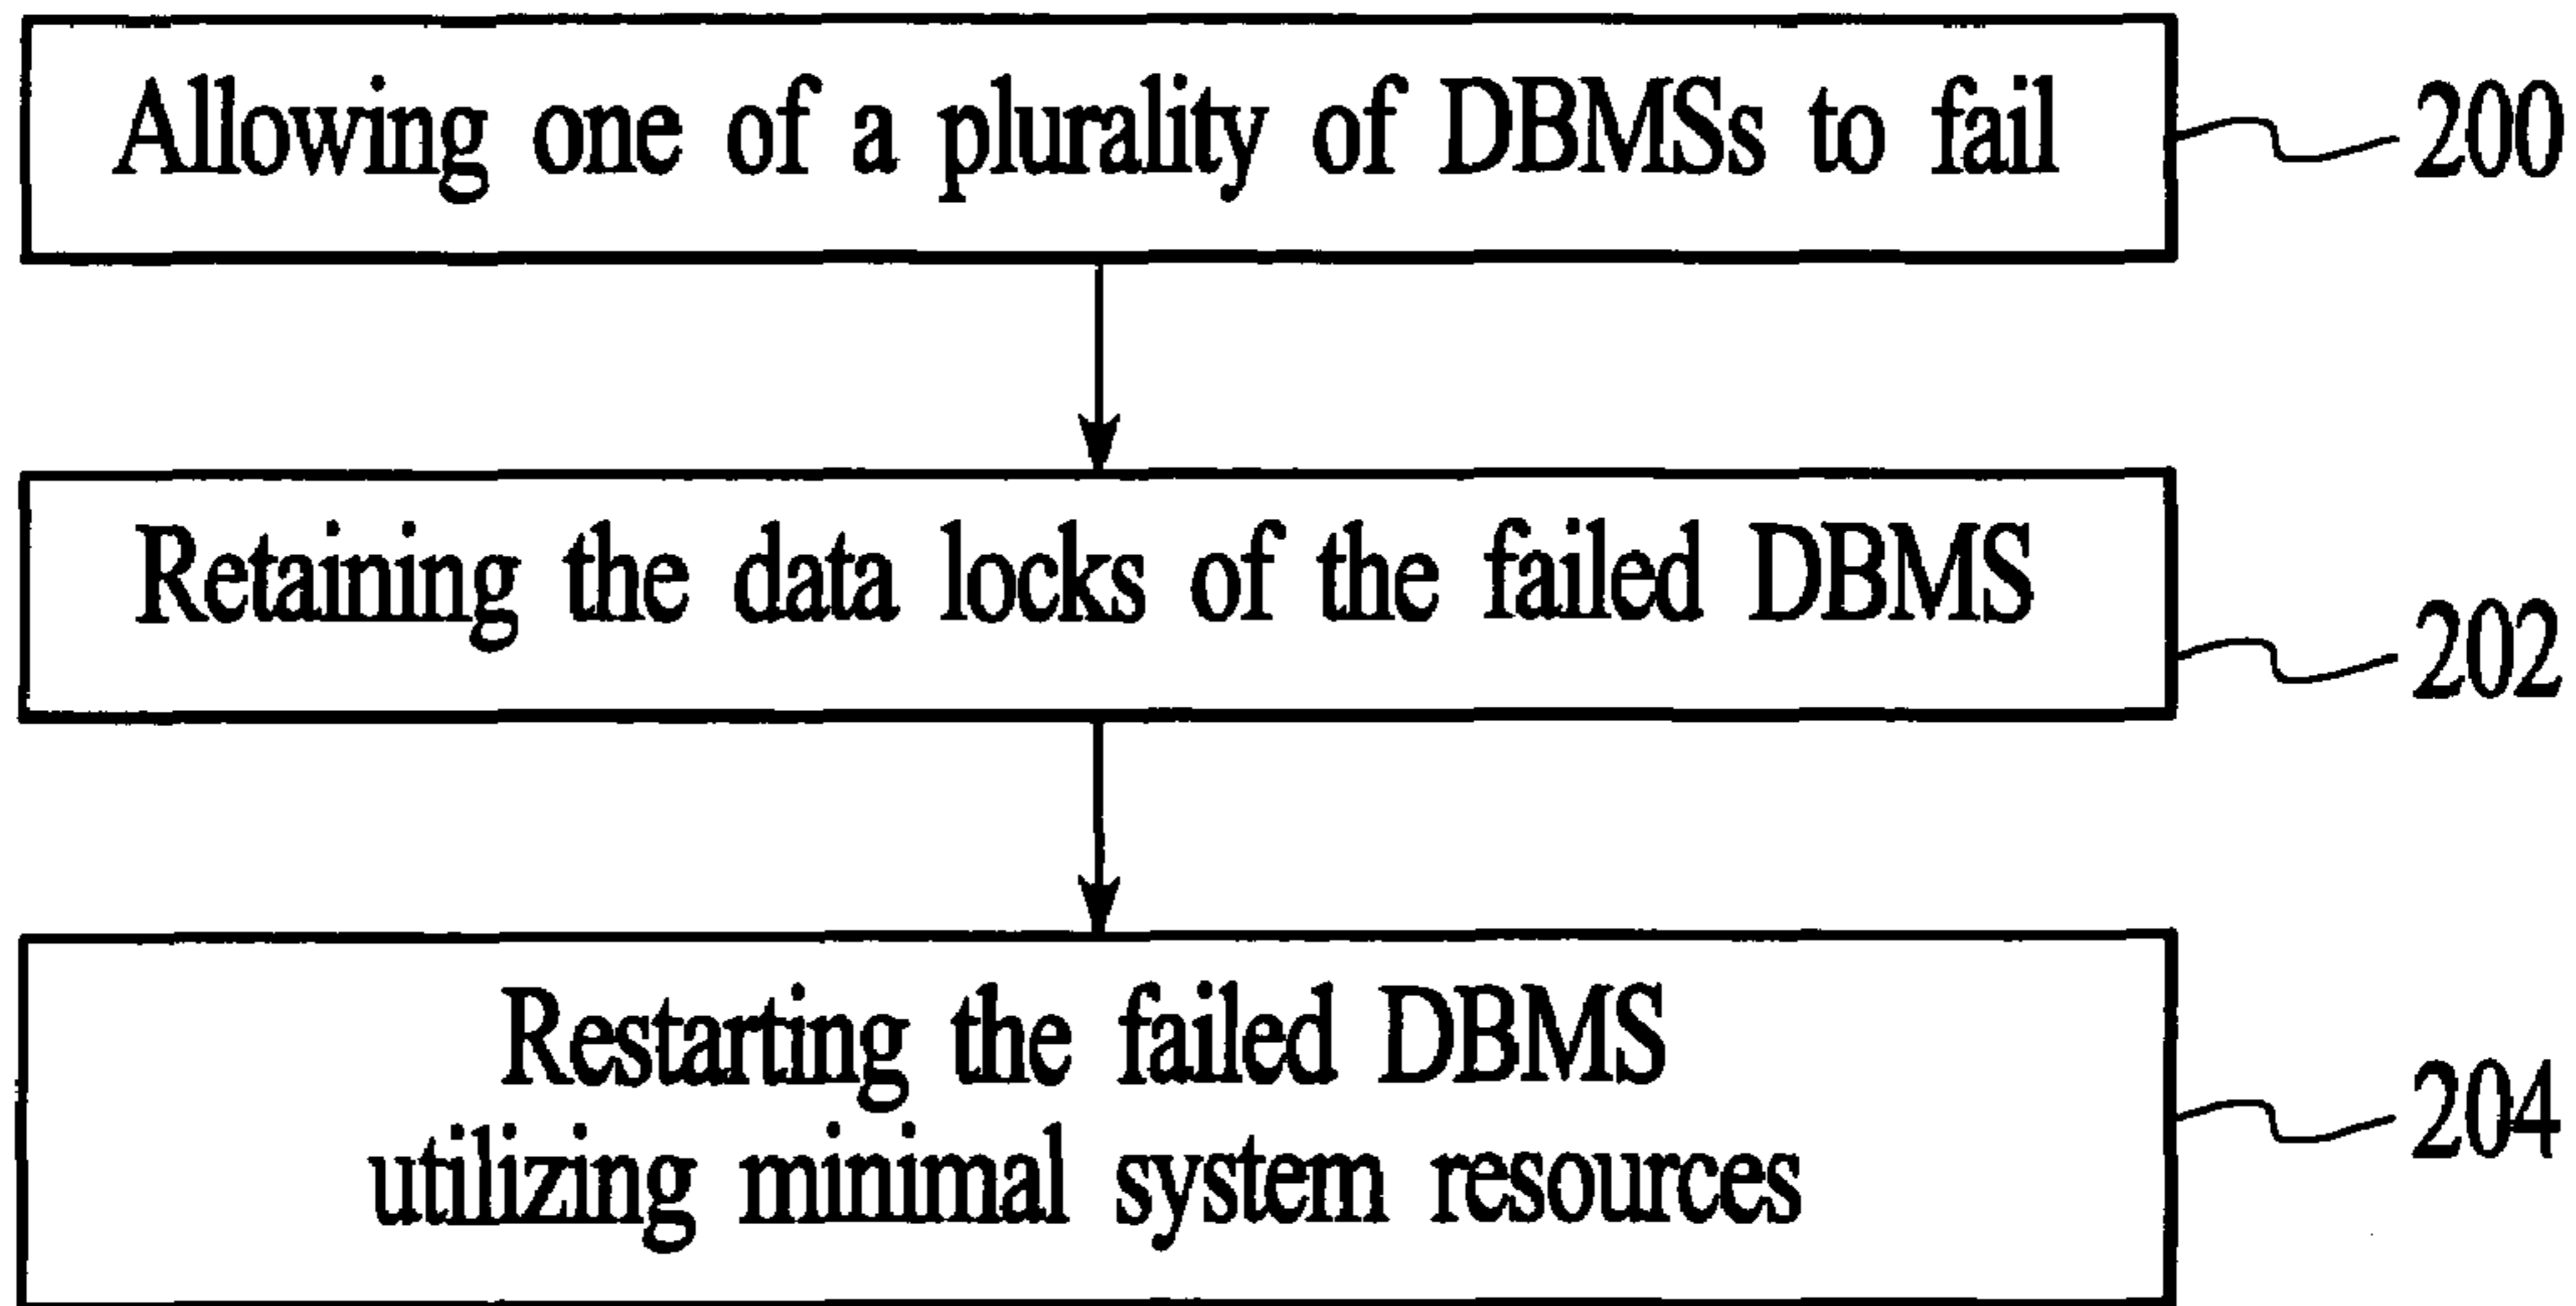 Allowing one of a plurality of DBMSs to fail
200
Retaining the data locks of the failed DBMS
202
Restarting the failed DBMS
utilizing minimal system resources
204